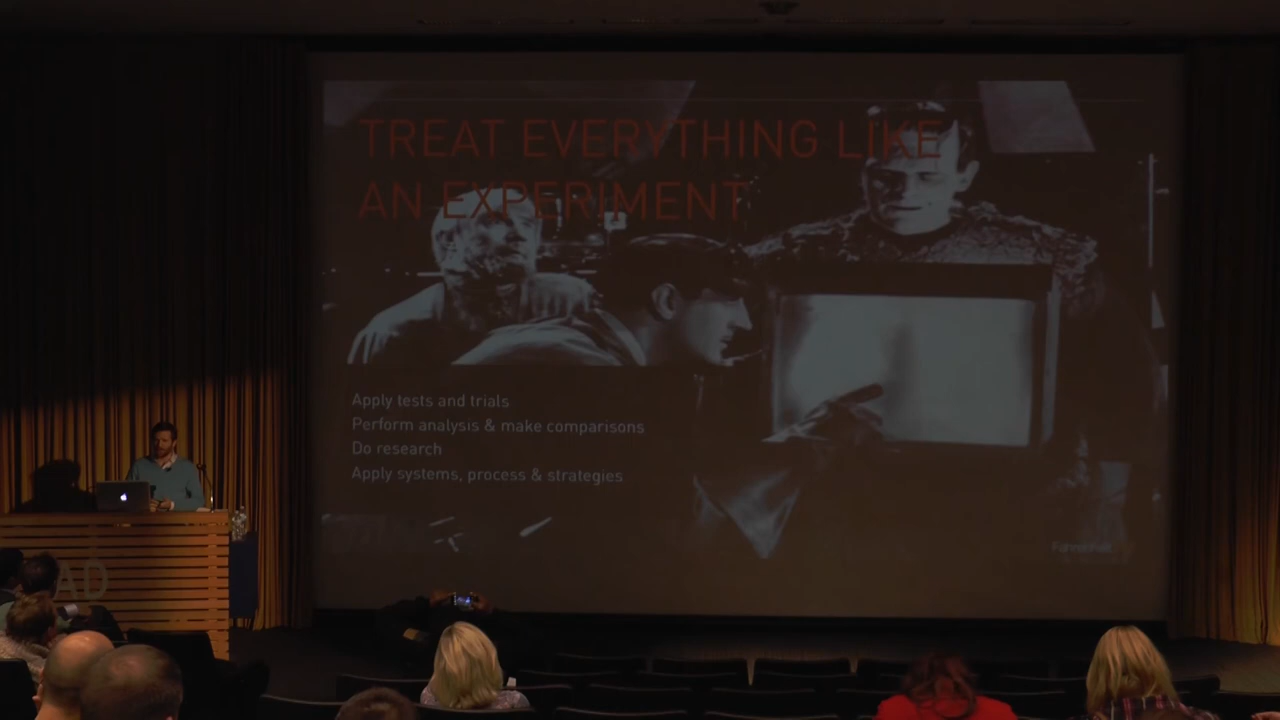 TREAT EVERYTHING LIKE
AN EXPERIMENT
Apply tests and trials
Perform analysis & make comparisons
Do research
Apply systems, process & strategies
AD